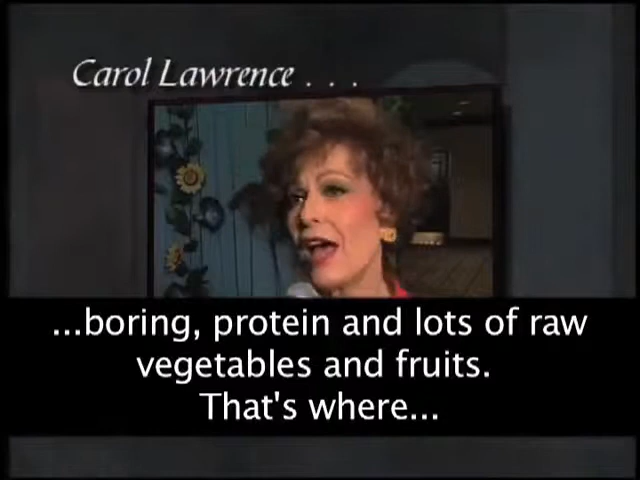 Carol Lawrence . . .
...boring, protein and lots of raw
vegetables and fruits.
That's where...